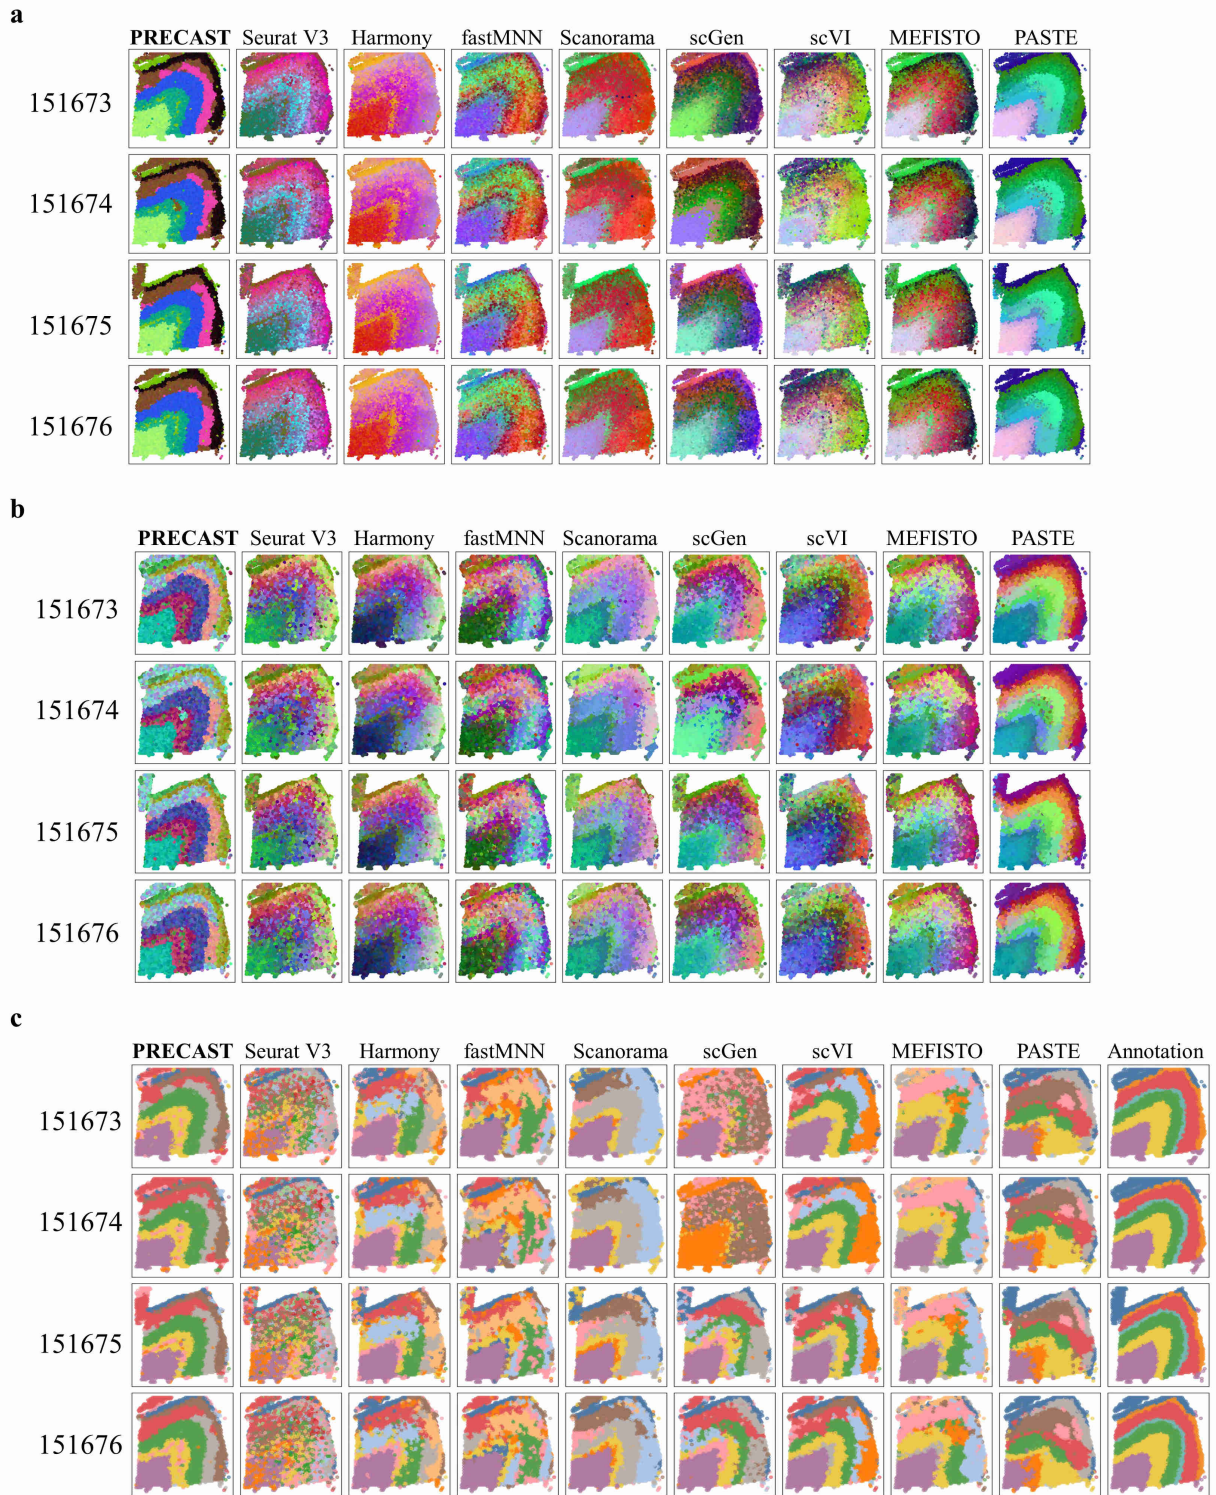 a
PRECAST Seurat V3 Harmony fastMNN Scanorama scGen scVI MEFISTO PASTE
151673
151674
151675
151676
b
PRECAST Seurat V3 Harmony fastMNN Scanorama scGen scVI MEFISTO PASTE
151673
151674
151675
151676
c
PRECAST Seurat V3 Harmony fastMNN Scanorama scGen scVI MEFISTO PASTE Annotation
151673
151674
151675
151676